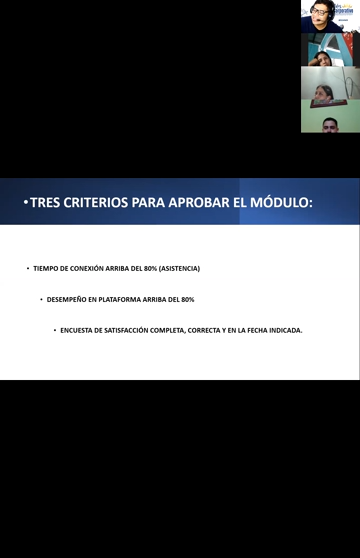 •TRES CRITERIOS PARA APROBAR EL MÓDULO:
• TIEMPO DE CONEXIÓN ARRIBA DEL 80% (ASISTENCIA)
• DESEMPEÑO EN PLATAFORMA ARRIBA DEL 80%
• ENCUESTA DE SATISFACCIÓN COMPLETA, CORRECTA Y EN LA FECHA INDICADA.